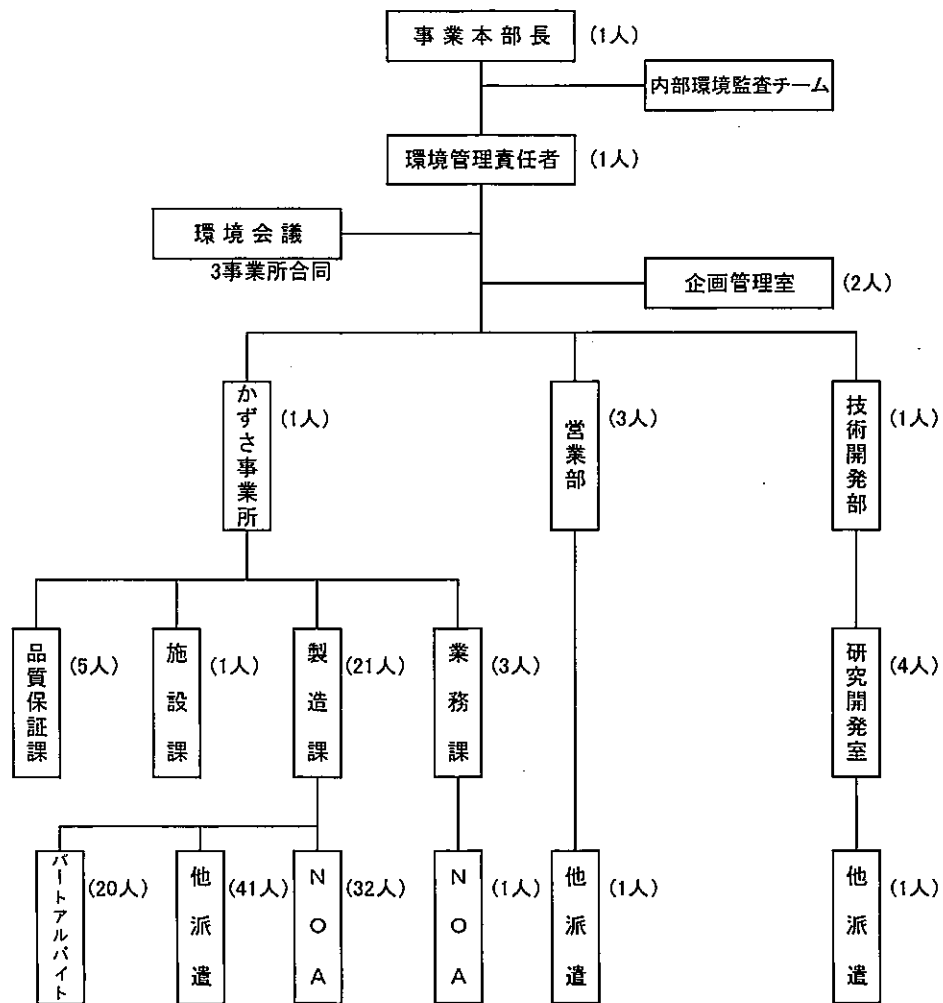 事業本部長 (1人)
内部環境監査チーム
環境管理責任者 (1人)
環境会議
3事業所合同
企画管理室 (2人)
かずさ事業所 (1人)
営業部 (3人)
技術開発部 (1人)
品質保証課 (5人)
施設課 (1人)
製造課 (21人)
業務課 (3人)
研究開発室 (4人)
パートアルバイト (20人)
他派遣 (41人)
NOA (32人)
NOA (1人)
他派遣 (1人)
他派遣 (1人)